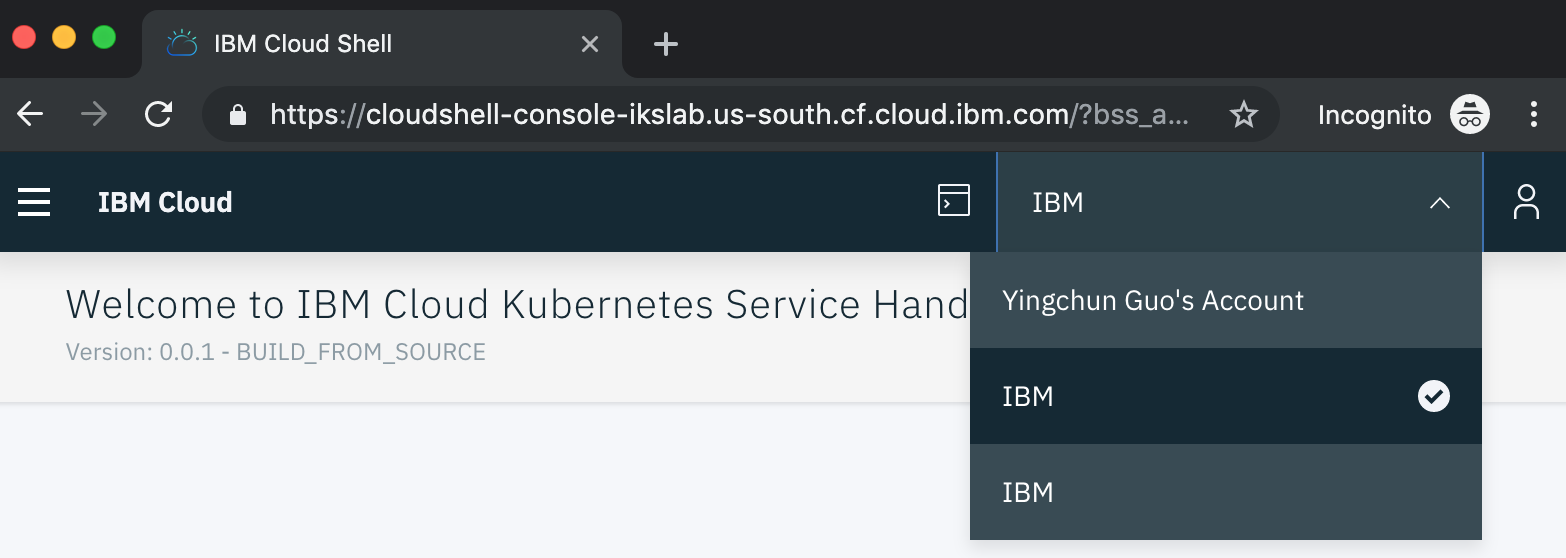 IBM Cloud Shell
https://cloudshell-console-ikslab.us-south.cf.cloud.ibm.com/?bss_a...
Incognito
IBM Cloud
IBM
Welcome to IBM Cloud Kubernetes Service Hand
Version: 0.0.1 - BUILD_FROM_SOURCE
Yingchun Guo's Account
IBM
IBM